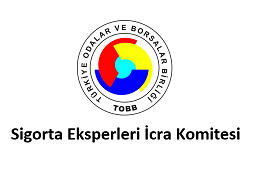 TÜRKİYE ODALAR VE BORSALAR BİRLİĞİ
TOBB
Sigorta Eksperleri İcra Komitesi